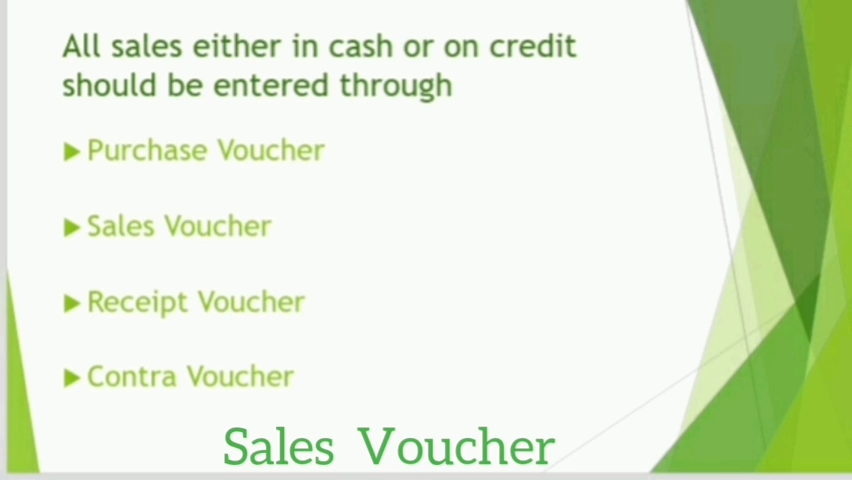 All sales either in cash or on credit
should be entered through
Purchase Voucher
Sales Voucher
Receipt Voucher
Contra Voucher
Sales Voucher